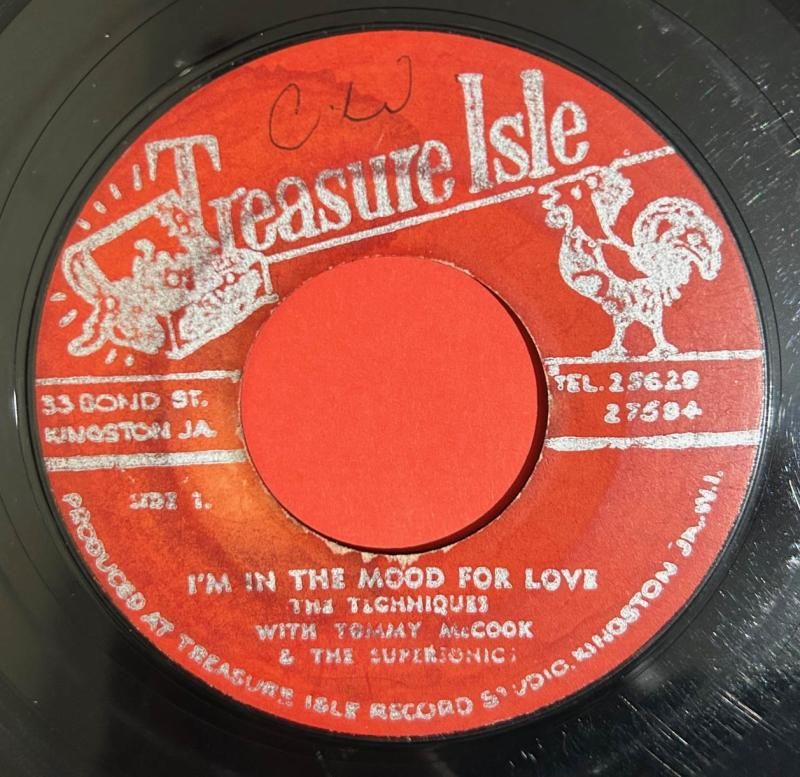 C.W
Treasure Isle
33 BOND ST.
KINGSTON JA.
TEL. 25629
27584
SIDE 1.
I'M IN THE MOOD FOR LOVE
THE TECHNIQUES
WITH TOMMY McCOOK
& THE SUPERSONICS
PRODUCED AT TREASURE ISLE RECORD STUDIO, KINGSTON JA.W.I.